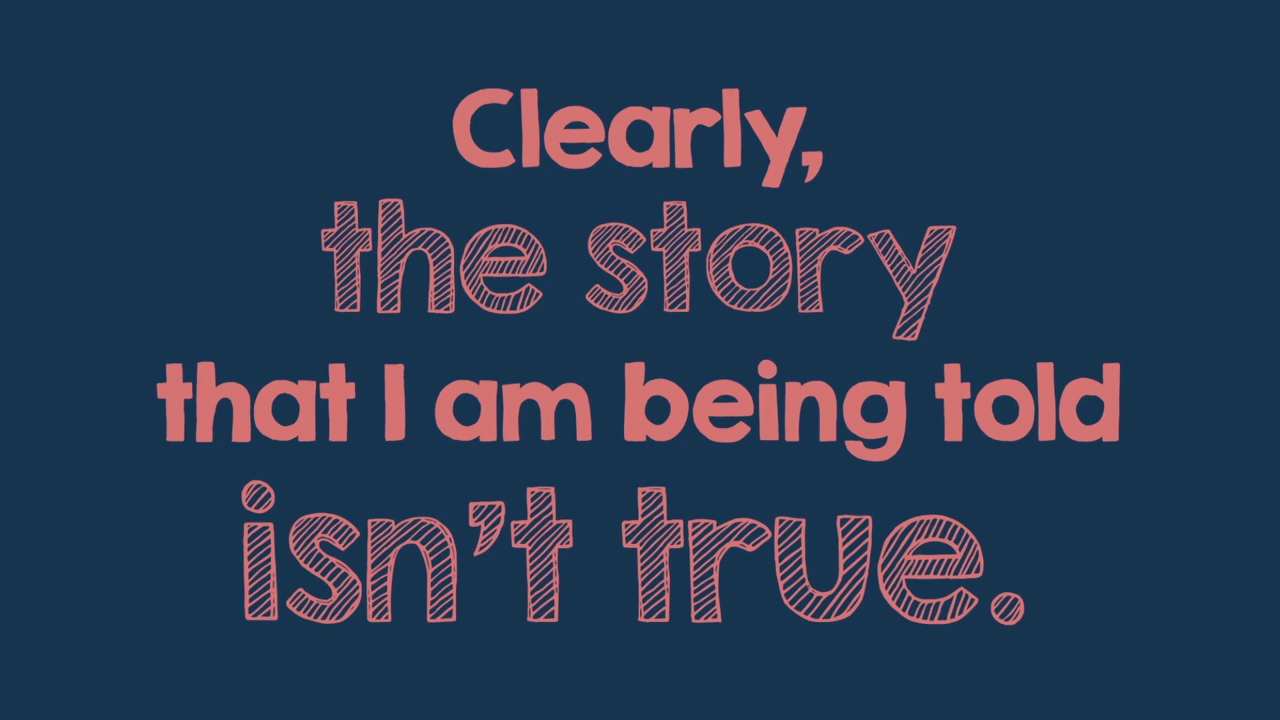 Clearly,
the story
that I am being told
isn’t true.